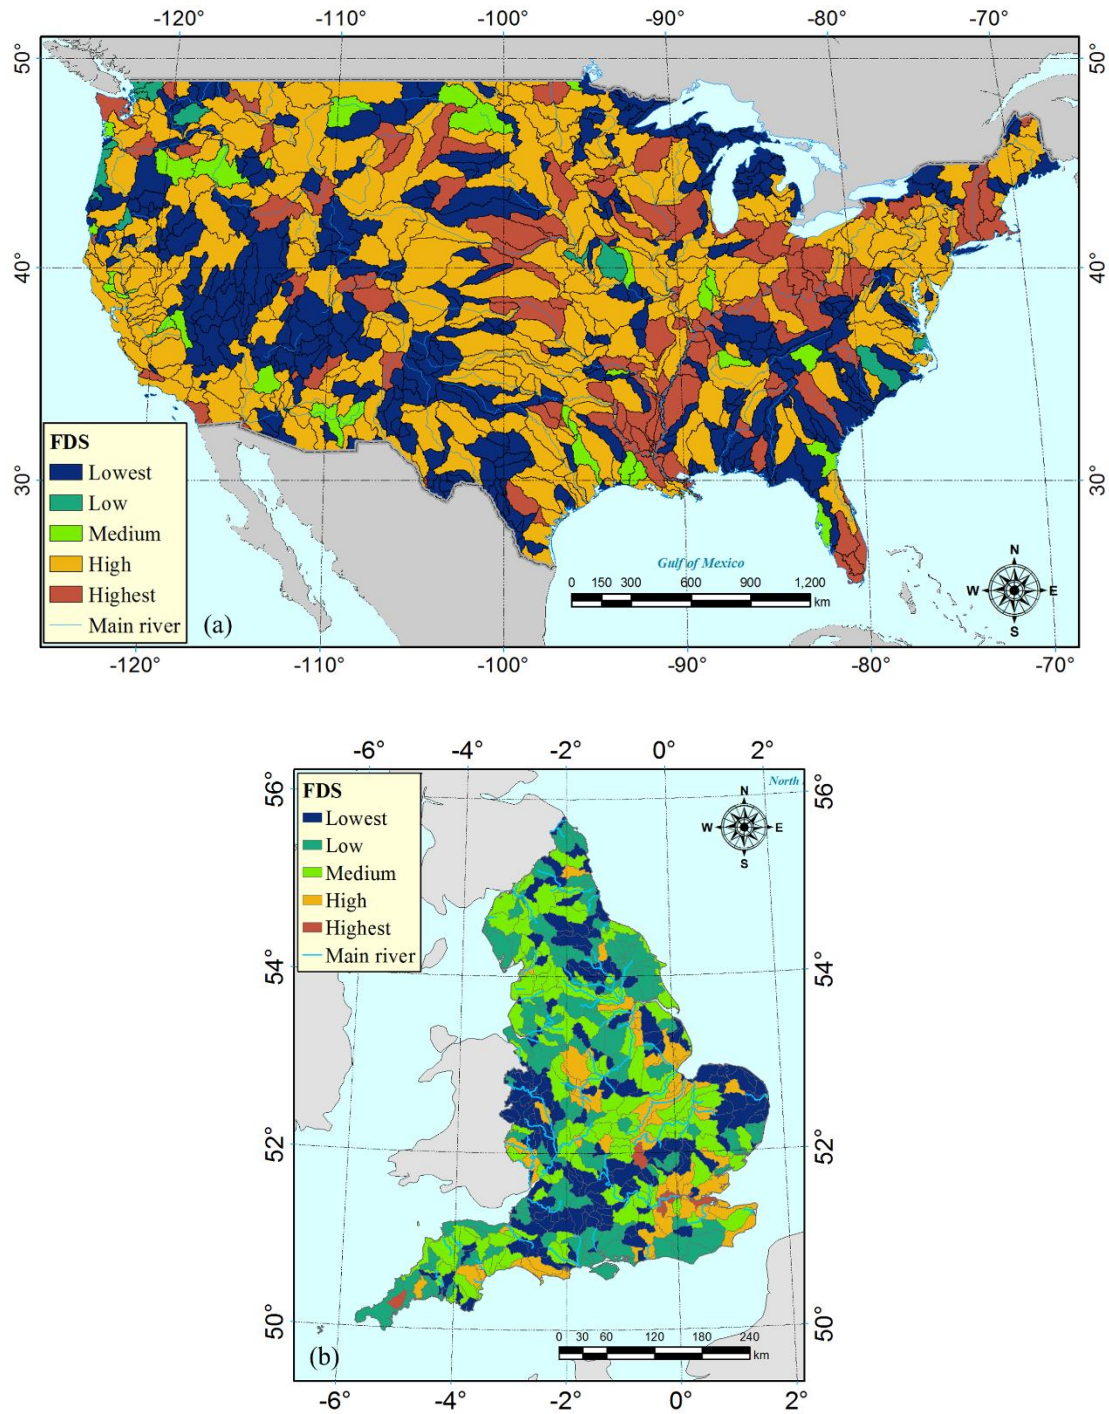 -120° -110° -100° -90° -80° -70°
50° 50°
40° 40°
30° 30°
FDS
Lowest
Low
Medium
High
Highest
Main river
(a)
Gulf of Mexico
0 150 300 600 900 1,200
km
N
W E
S
-120° -110° -100° -90° -80° -70°
-6° -4° -2° 0° 2°
56° 56°
54° 54°
52° 52°
50° 50°
FDS
Lowest
Low
Medium
High
Highest
Main river
North
N
W E
S
(b)
0 30 60 120 180 240
km
-6° -4° -2° 0° 2°